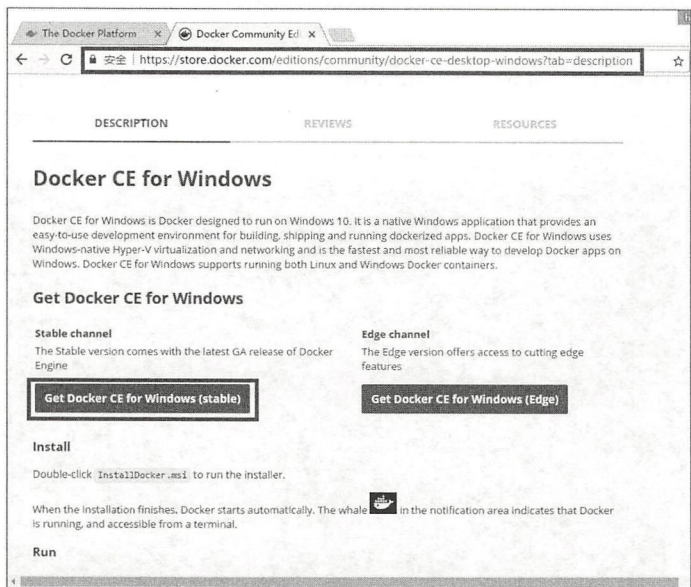 The Docker Platform
Docker Community Ed
安全 | https://store.docker.com/editions/community/docker-ce-desktop-windows?tab=description
DESCRIPTION REVIEWS RESOURCES
Docker CE for Windows
Docker CE for Windows is Docker designed to run on Windows 10. It is a native Windows application that provides an
easy-to-use development environment for building, shipping and running dockerized apps. Docker CE for Windows uses
Windows-native Hyper-V virtualization and networking and is the fastest and most reliable way to develop Docker apps on
Windows. Docker CE for Windows supports running both Linux and Windows Docker containers.
Get Docker CE for Windows
Stable channel
The Stable version comes with the latest GA release of Docker
Engine
Get Docker CE for Windows (stable)
Edge channel
The Edge version offers access to cutting edge
features
Get Docker CE for Windows (Edge)
Install
Double-click InstallDocker.msi to run the installer.
When the installation finishes, Docker starts automatically. The whale in the notification area indicates that Docker
is running, and accessible from a terminal.
Run